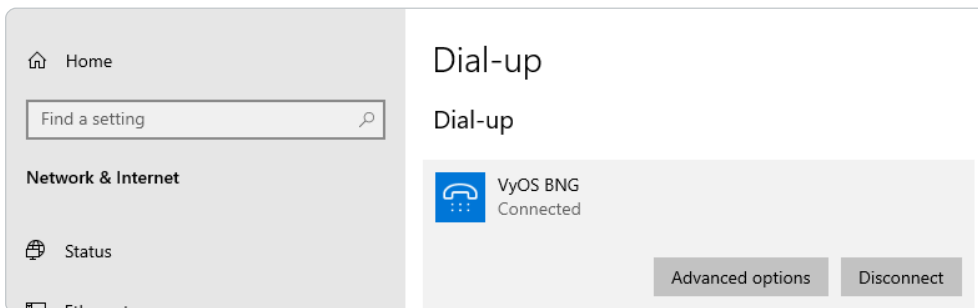 Home
Find a setting
Network & Internet
Status
Dial-up
Dial-up
VyOS BNG
Connected
Advanced options Disconnect